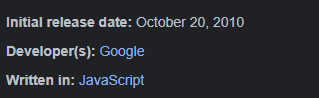 Initial release date: October 20, 2010
Developer(s): Google
Written in: JavaScript